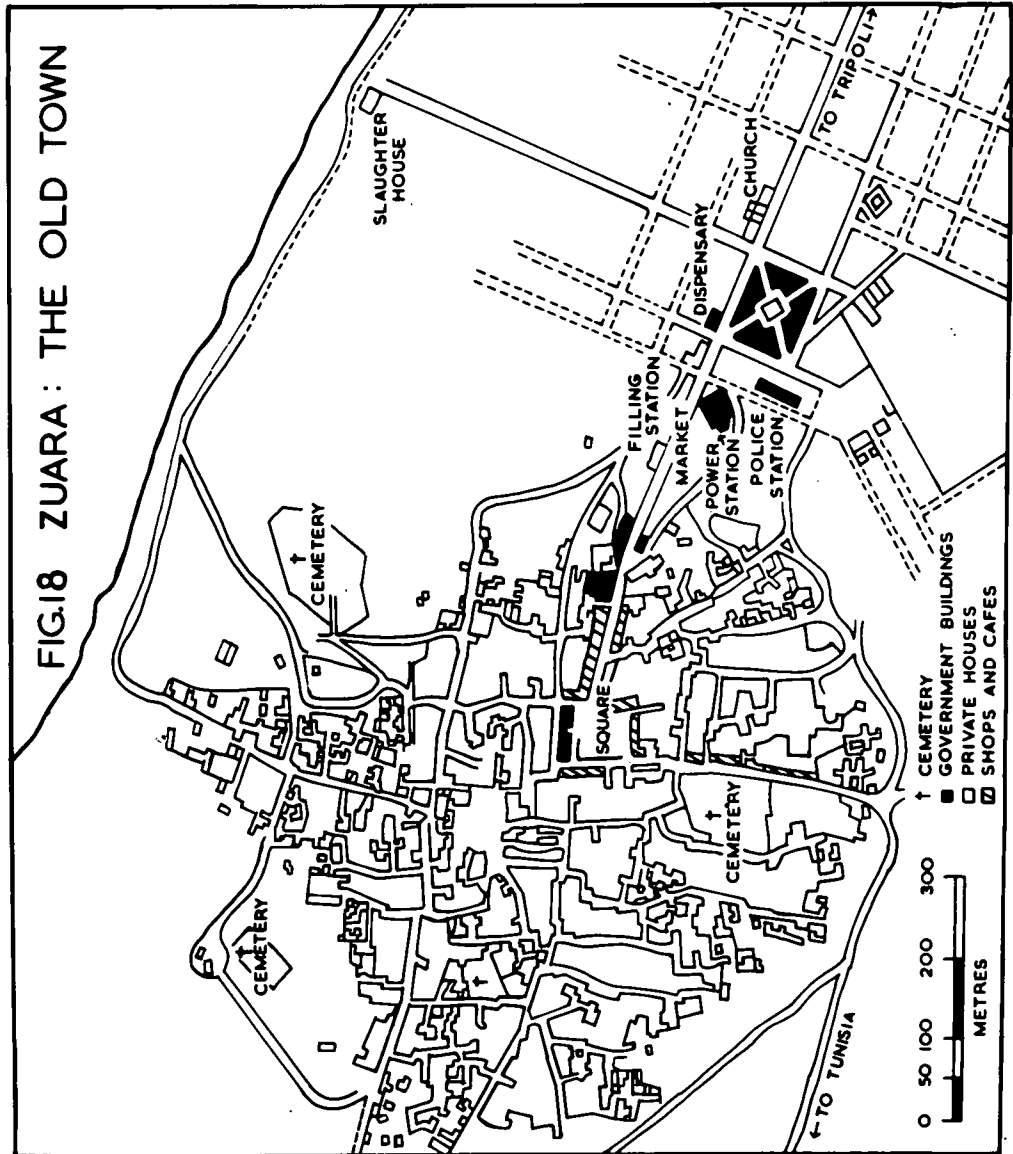 FIG.18 ZUARA : THE OLD TOWN
SLAUGHTER
HOUSE
CEMETERY
CEMETERY
DISPENSARY
CHURCH
TO TRIPOLI→
FILLING
STATION
MARKET
POWER
STATION
POLICE
STATION
SQUARE
CEMETERY
←TO TUNISIA
† CEMETERY
GOVERNMENT BUILDINGS
PRIVATE HOUSES
SHOPS AND CAFES
0 50 100 200 300
METRES